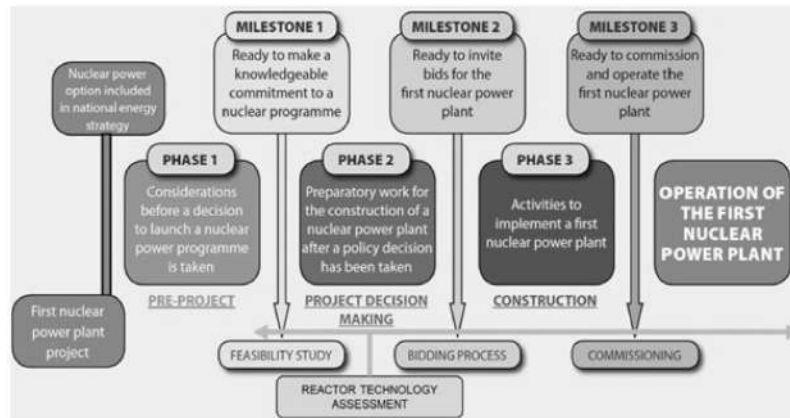 MILESTONE 1
Ready to make a
knowledgeable
commitment to a
nuclear programme
MILESTONE 2
Ready to invite
bids for the
first nuclear power
plant
MILESTONE 3
Ready to commission
and operate the
first nuclear power
plant
Nuclear power
option included
in national energy
strategy
PHASE 1
Considerations
before a decision
to launch a nuclear
power programme
is taken
PHASE 2
Preparatory work for
the construction of a
nuclear power plant
after a policy decision
has been taken
PHASE 3
Activities to
implement a first
nuclear power plant
OPERATION OF
THE FIRST
NUCLEAR
POWER PLANT
PRE-PROJECT
PROJECT DECISION
MAKING
CONSTRUCTION
First nuclear
power plant
project
FEASIBILITY STUDY
BIDDING PROCESS
COMMISSIONING
REACTOR TECHNOLOGY
ASSESSMENT